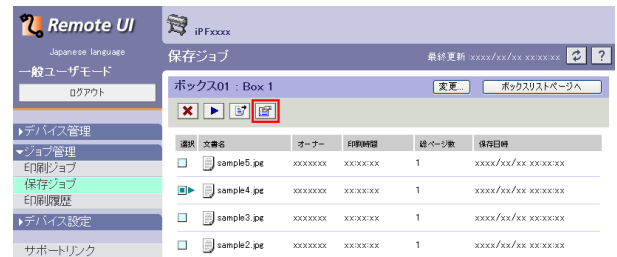 Remote UI
Japanese language
一般ユーザモード
ログアウト
▶デバイス管理
▼ジョブ管理
印刷ジョブ
保存ジョブ
印刷履歴
▶デバイス設定
サポートリンク
iPFxxxx
保存ジョブ
最終更新 :xxxx/xx/xx xx:xx:xx
?
ボックス01 : Box 1
変更...
ボックスリストページへ
選択 文書名 オーナー 印刷時間 総ページ数 保存日時
sample5.jpg xxxxxxx xx:xx:xx 1 xxxx/xx/xx xx:xx:xx
sample4.jpg xxxxxxx xx:xx:xx 1 xxxx/xx/xx xx:xx:xx
sample3.jpg xxxxxxx xx:xx:xx 1 xxxx/xx/xx xx:xx:xx
sample2.jpg xxxxxxx xx:xx:xx 1 xxxx/xx/xx xx:xx:xx